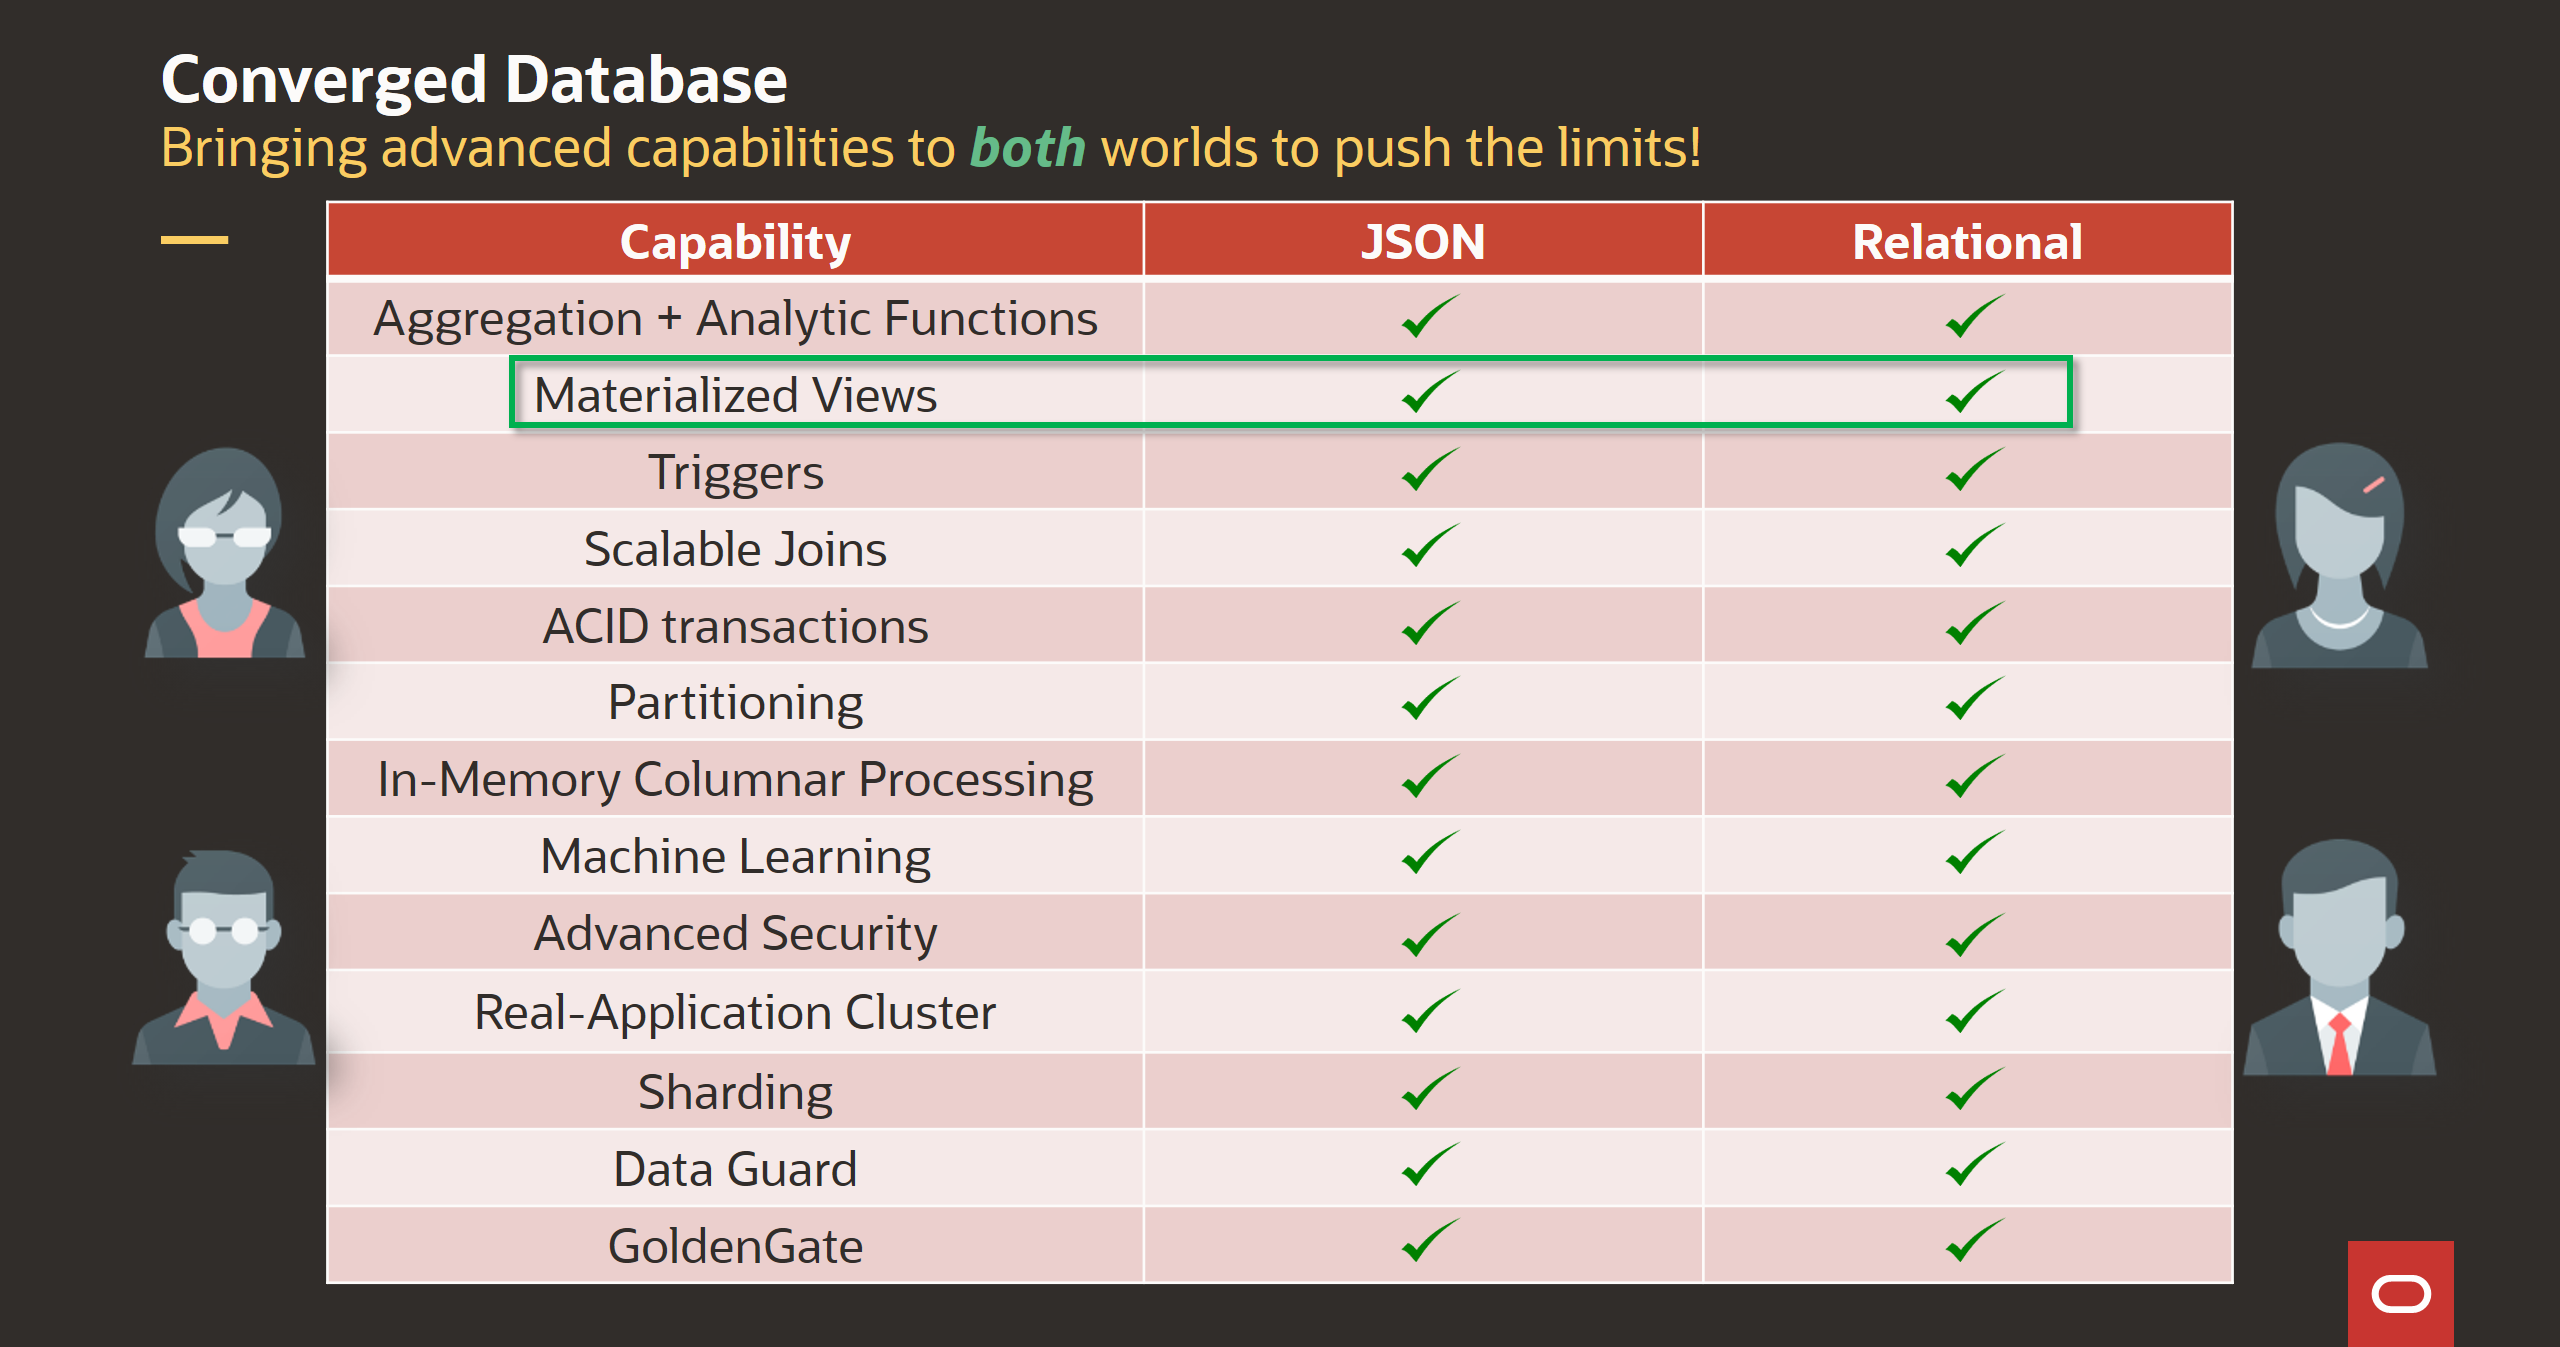 Converged Database
Bringing advanced capabilities to both worlds to push the limits!
Capability JSON Relational
Aggregation + Analytic Functions ✓ ✓
Materialized Views ✓ ✓
Triggers ✓ ✓
Scalable Joins ✓ ✓
ACID transactions ✓ ✓
Partitioning ✓ ✓
In-Memory Columnar Processing ✓ ✓
Machine Learning ✓ ✓
Advanced Security ✓ ✓
Real-Application Cluster ✓ ✓
Sharding ✓ ✓
Data Guard ✓ ✓
GoldenGate ✓ ✓